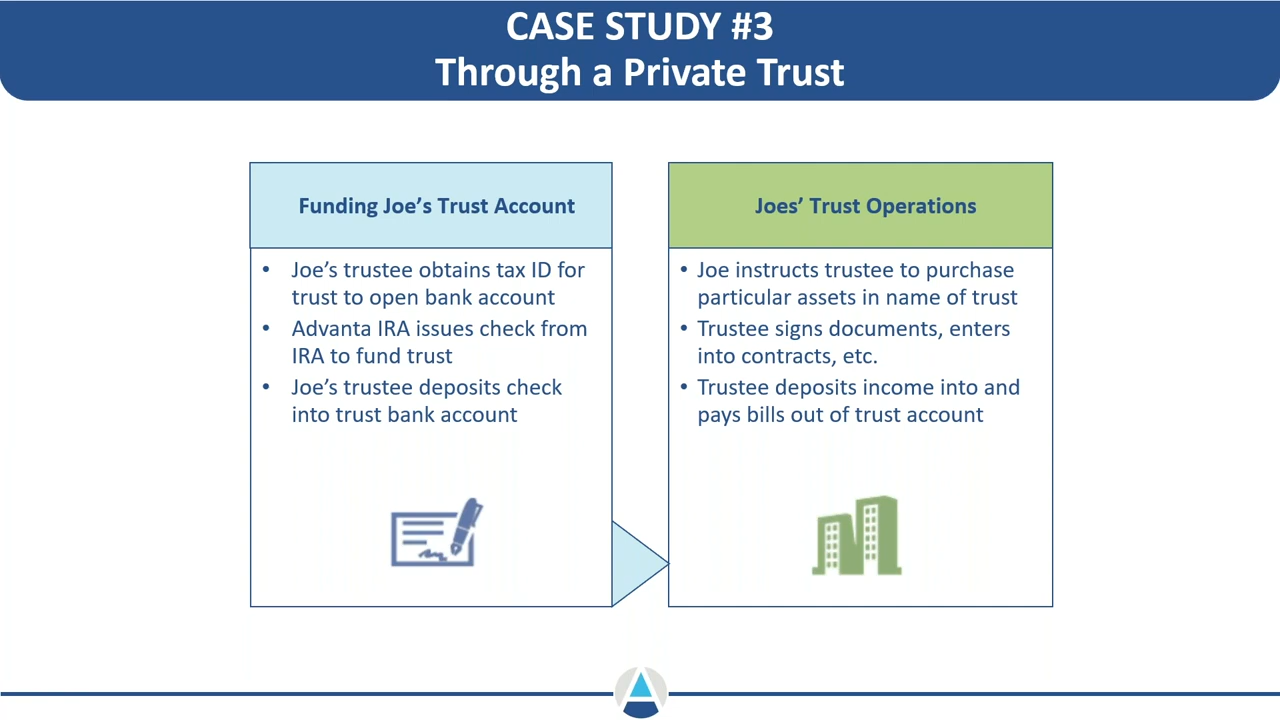 CASE STUDY #3
Through a Private Trust
Funding Joe’s Trust Account
• Joe’s trustee obtains tax ID for
trust to open bank account
• Advanta IRA issues check from
IRA to fund trust
• Joe’s trustee deposits check
into trust bank account
Joes’ Trust Operations
• Joe instructs trustee to purchase
particular assets in name of trust
• Trustee signs documents, enters
into contracts, etc.
• Trustee deposits income into and
pays bills out of trust account